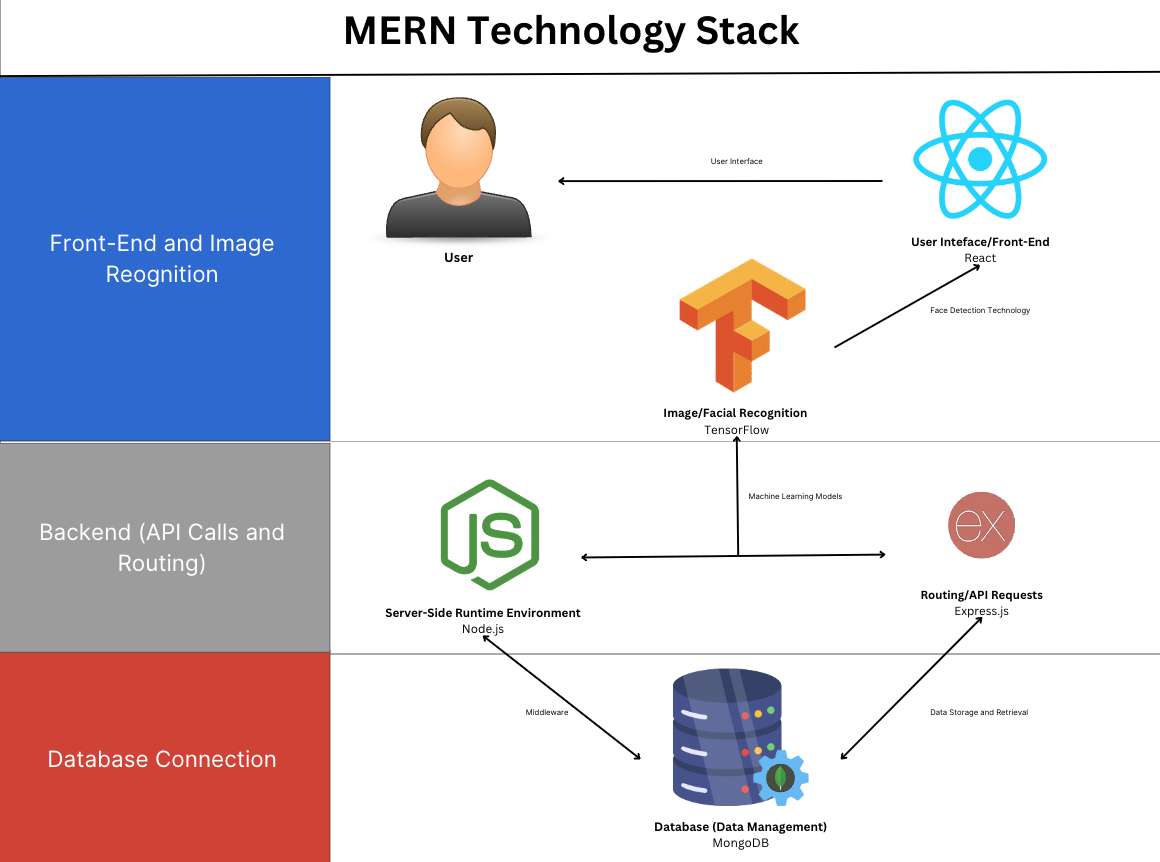 MERN Technology Stack
Front-End and Image
Reognition
User Interface
User
User Inteface/Front-End
React
Face Detection Technology
Image/Facial Recognition
TensorFlow
Backend (API Calls and
Routing)
Machine Learning Models
JS
ex
Server-Side Runtime Environment
Node.js
Routing/API Requests
Express.js
Database Connection
Middleware
Data Storage and Retrieval
Database (Data Management)
MongoDB